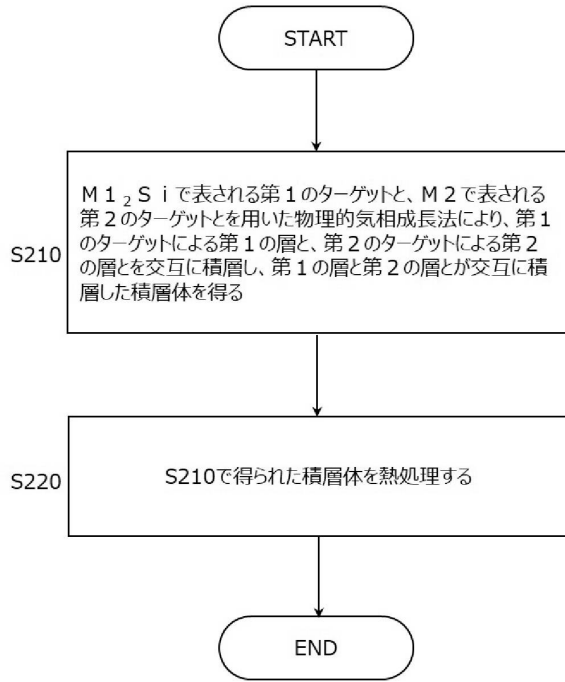 START
S210
M1₂Siで表される第1のターゲットと、M2で表される
第2のターゲットとを用いた物理的気相成長法により、第1
のターゲットによる第1の層と、第2のターゲットによる第2
の層とを交互に積層し、第1の層と第2の層とが交互に積
層した積層体を得る
S220
S210で得られた積層体を熱処理する
END